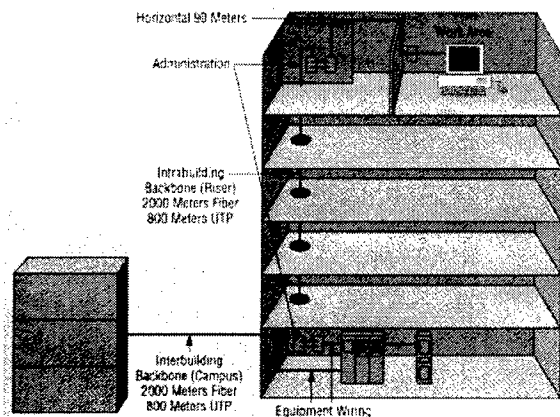 Horizontal 90 Meters
Work Area
Administration
Intrabuilding
Backbone (Riser)
2000 Meters Fiber
800 Meters UTP
Interbuilding
Backbone (Campus)
2000 Meters Fiber
800 Meters UTP
Equipment Wiring